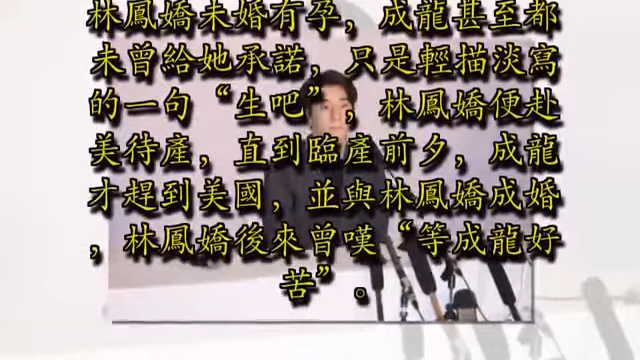 林鳳嬌未婚有孕，成龍甚至都
未曾給她承諾，只是輕描淡寫
的一句“生吧”，林鳳嬌便赴
美待產，直到臨產前夕，成龍
才趕到美國，並與林鳳嬌成婚
，林鳳嬌後來曾嘆“等成龍好
苦”。